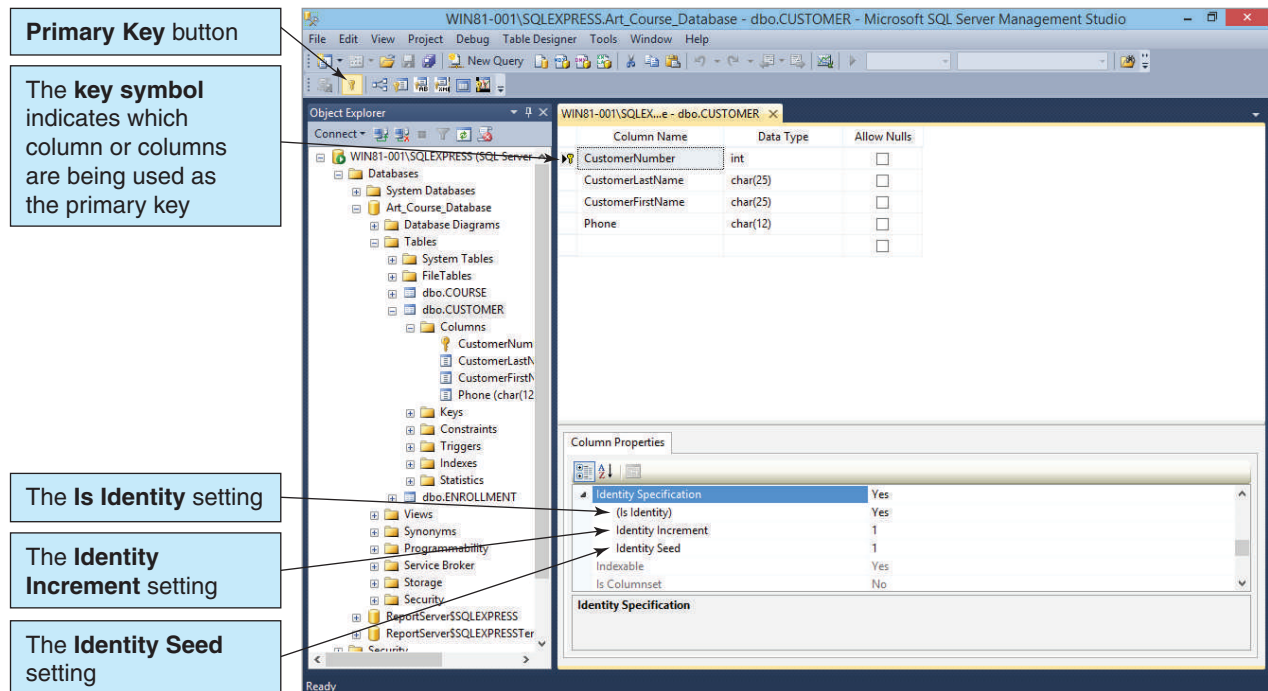 Primary Key button
The key symbol
indicates which
column or columns
are being used as
the primary key
The Is Identity setting
The Identity
Increment setting
The Identity Seed
setting
WIN81-001\SQLEXPRESS.Art_Course_Database - dbo.CUSTOMER - Microsoft SQL Server Management Studio
File Edit View Project Debug Table Designer Tools Window Help
New Query
Object Explorer
Connect
WIN81-001\SQLEXPRESS (SQL Server
Databases
System Databases
Art_Course_Database
Database Diagrams
Tables
System Tables
FileTables
dbo.COURSE
dbo.CUSTOMER
Columns
CustomerNum
CustomerLastN
CustomerFirstN
Phone (char(12
Keys
Constraints
Triggers
Indexes
Statistics
dbo.ENROLLMENT
Views
Synonyms
Programmability
Service Broker
Storage
Security
ReportServer$SQLEXPRESS
ReportServer$SQLEXPRESSTer
Security
WIN81-001\SQLEX...e - dbo.CUSTOMER
Column Name Data Type Allow Nulls
CustomerNumber int
CustomerLastName char(25)
CustomerFirstName char(25)
Phone char(12)
Column Properties
Identity Specification Yes
(Is Identity) Yes
Identity Increment 1
Identity Seed 1
Indexable Yes
Is Columnset No
Identity Specification
Ready